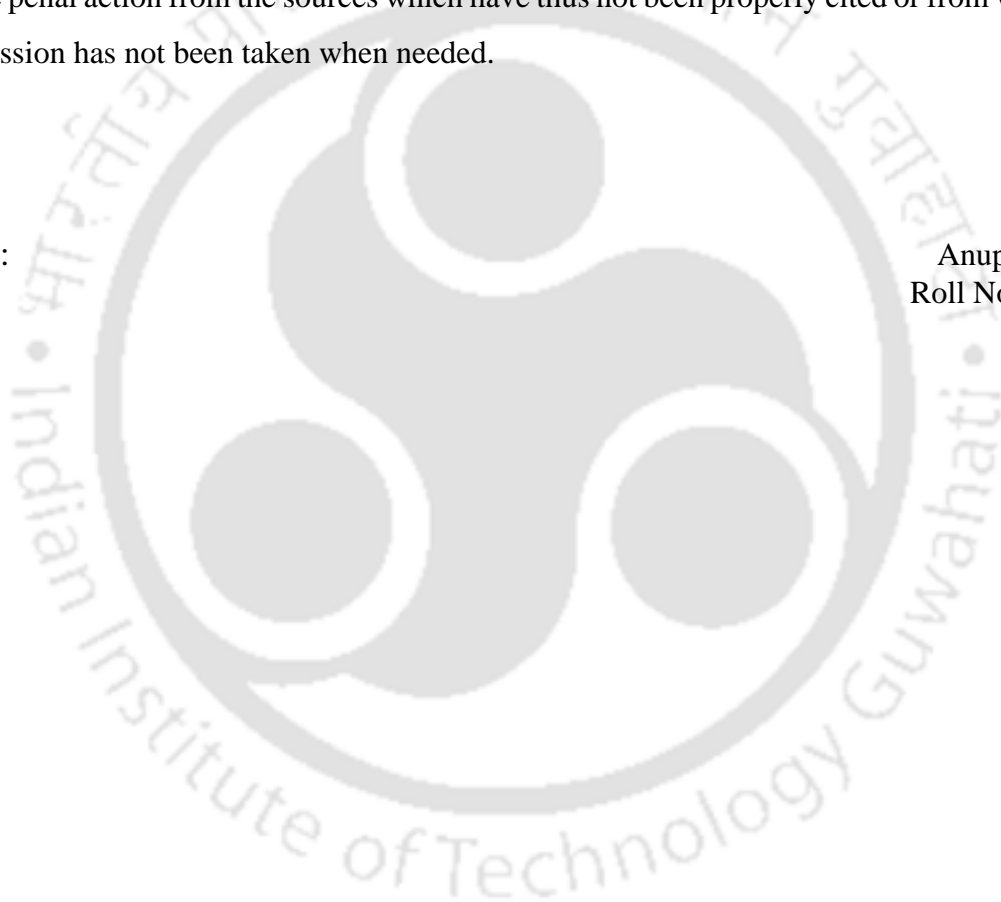 penal action from the sources which have thus not been properly cited or from
ssion has not been taken when needed.
:
Anup
Roll No
भारतीय
गुवाहाटी
• Indian Institute of Technology Guwahati •